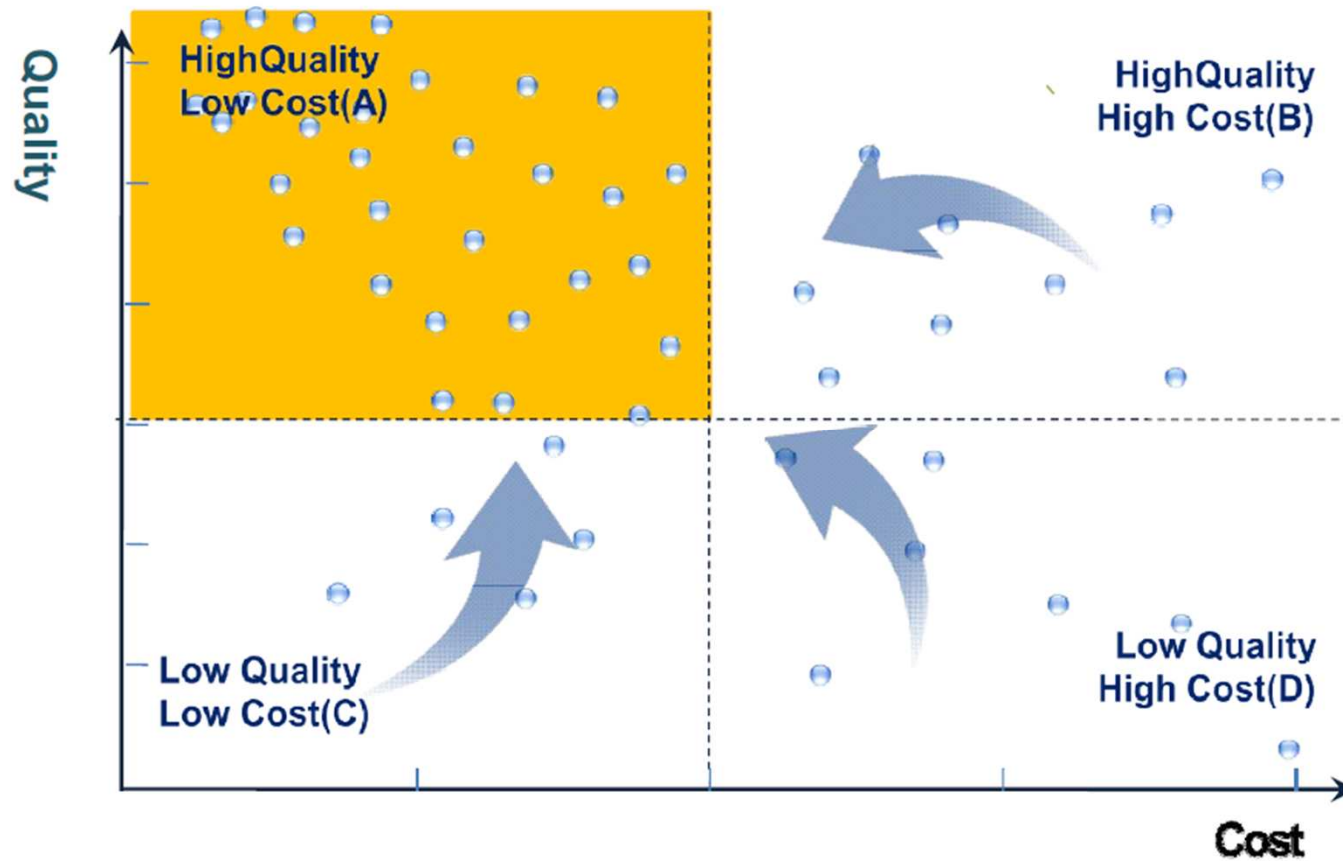 Quality
HighQuality
Low Cost(A)
HighQuality
High Cost(B)
Low Quality
Low Cost(C)
Low Quality
High Cost(D)
Cost